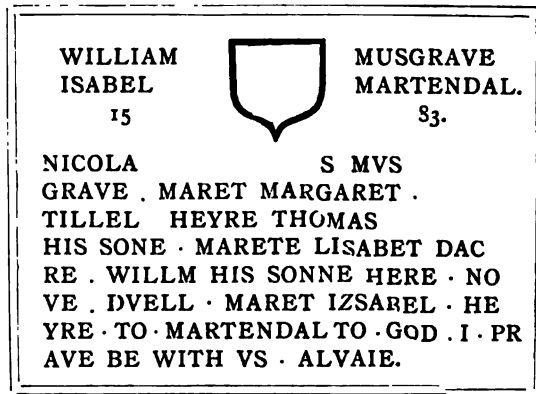 WILLIAM MUSGRAVE
ISABEL MARTENDAL.
15 83.
NICOLA S MVS
GRAVE . MARET MARGARET .
TILLEL HEYRE THOMAS
HIS SONE · MARETE LISABET DAC
RE . WILLM HIS SONNE HERE · NO
VE . DVELL · MARET IZSABEL · HE
YRE · TO · MARTENDAL TO · GOD . I · PR
AVE BE WITH VS · ALVAIE.